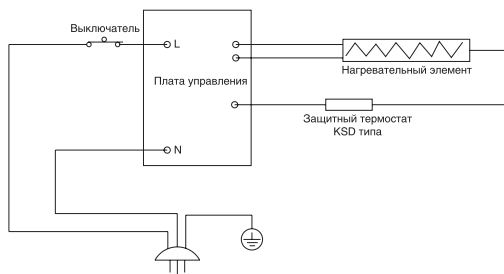 Выключатель
L
Плата управления
Нагревательный элемент
Защитный термостат
KSD типа
N